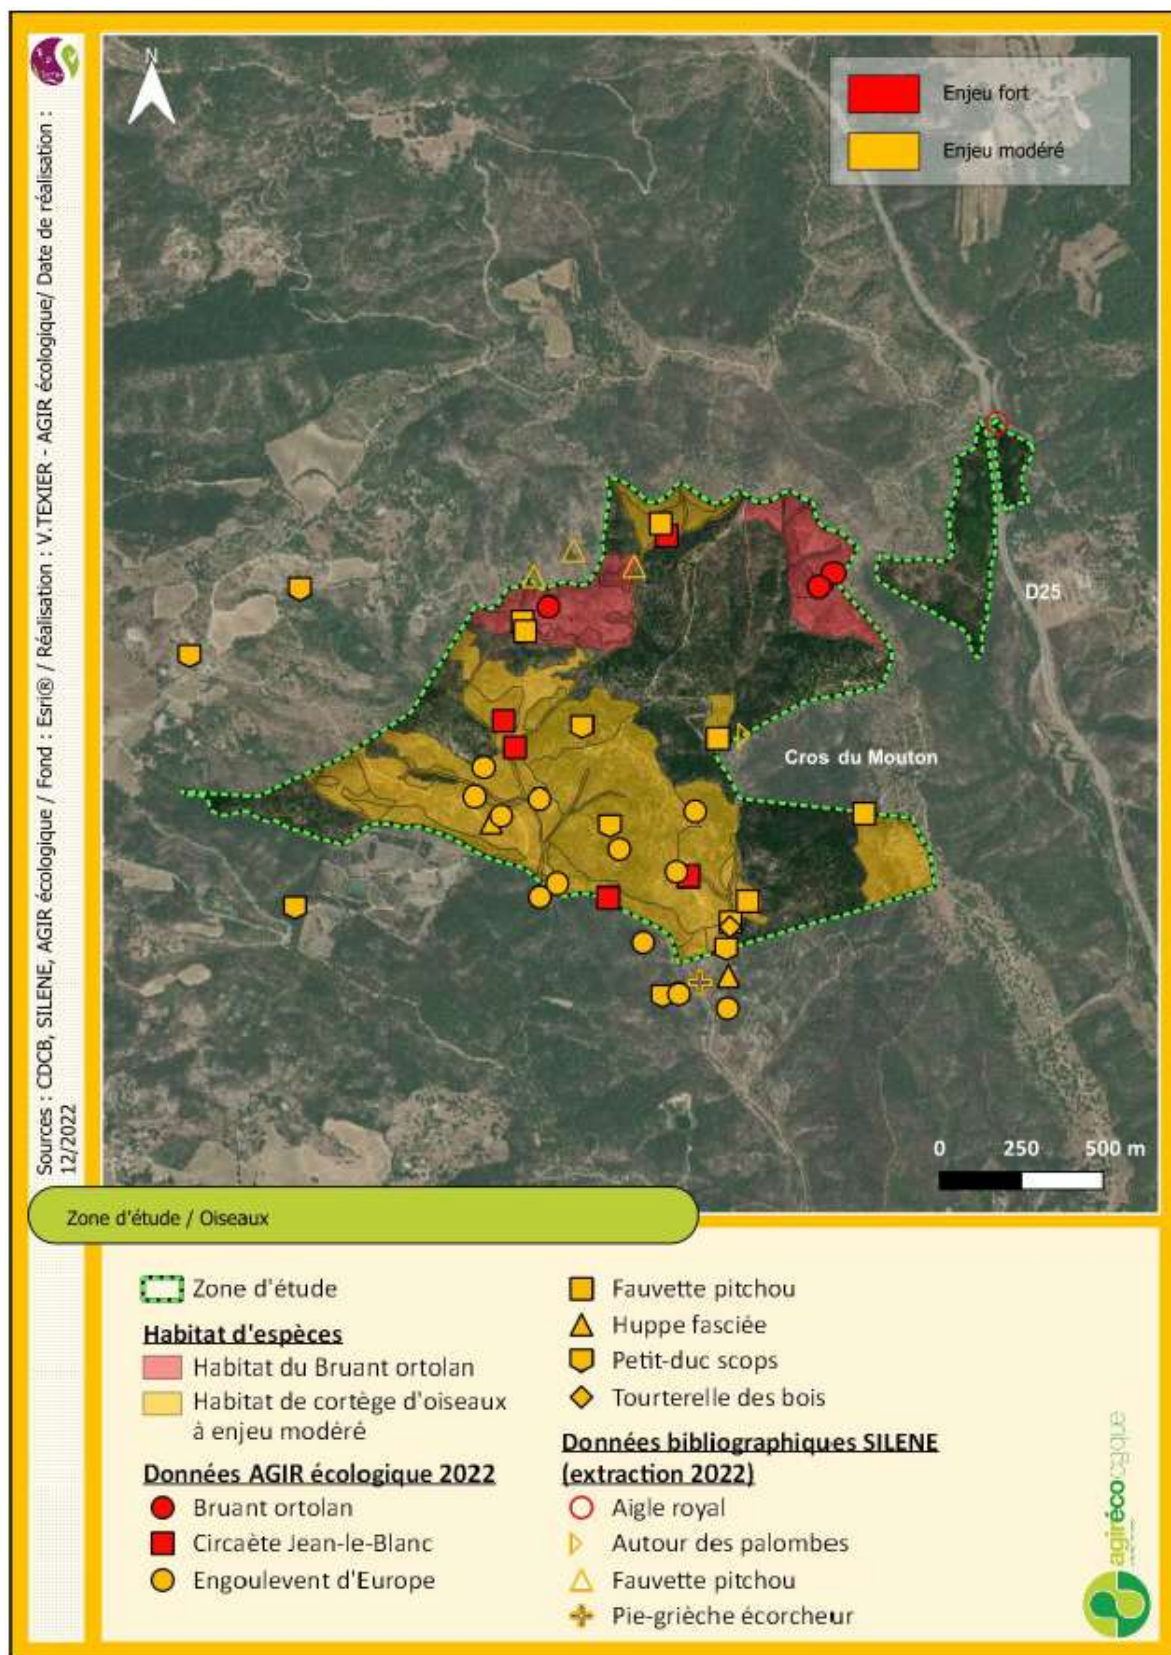 N
Enjeu fort
Enjeu modéré
Sources : CDCB, SILENE, AGIR écologique / Fond : Esri® / Réalisation : V.TEXIER - AGIR écologique/ Date de réalisation :
12/2022
D25
Cros du Mouton
0 250 500 m
Zone d'étude / Oiseaux
Zone d'étude
Habitat d'espèces
Habitat du Bruant ortolan
Habitat de cortège d'oiseaux
à enjeu modéré
Données AGIR écologique 2022
Bruant ortolan
Circaète Jean-le-Blanc
Engoulevent d'Europe
Fauvette pitchou
Huppe fasciée
Petit-duc scops
Tourterelle des bois
Données bibliographiques SILENE
(extraction 2022)
Aigle royal
Autour des palombes
Fauvette pitchou
Pie-grièche écorcheur
agirécologique